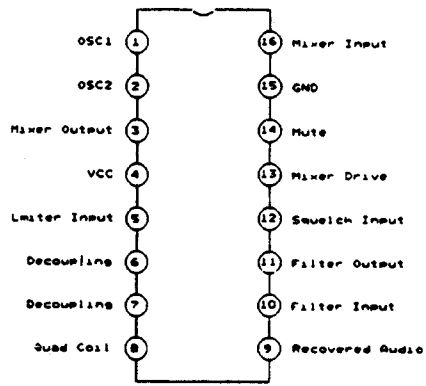 OSC1 1 16 Mixer Input
OSC2 2 15 GND
Mixer Output 3 14 Mute
VCC 4 13 Mixer Drive
Lmiter Input 5 12 Squelch Input
Decoupling 6 11 Filter Output
Decoupling 7 10 Filter Input
Quad Coil 8 9 Recovered Audio